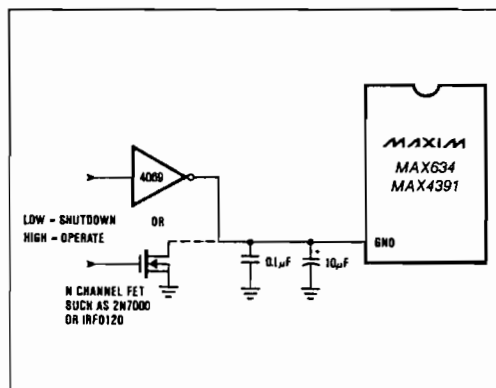 MAXIM
MAX634
MAX4391
4069
LOW = SHUTDOWN
HIGH = OPERATE
OR
GND
0.1µF
+
10µF
N CHANNEL FET
SUCH AS 2N7000
OR IRFD120